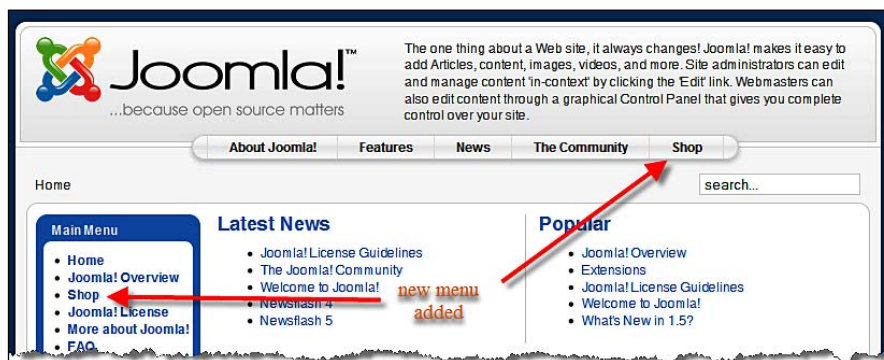 Joomla!™
...because open source matters
The one thing about a Web site, it always changes! Joomla! makes it easy to
add Articles, content, images, videos, and more. Site administrators can edit
and manage content 'in-context' by clicking the 'Edit' link. Webmasters can
also edit content through a graphical Control Panel that gives you complete
control over your site.
About Joomla! Features News The Community Shop
Home
search...
Main Menu
Home
Joomla! Overview
Shop
Joomla! License
More about Joomla!
FAQ
Latest News
Joomla! License Guidelines
The Joomla! Community
Welcome to Joomla!
Newsflash 4
Newsflash 5
new menu
added
Popular
Joomla! Overview
Extensions
Joomla! License Guidelines
Welcome to Joomla!
What's New in 1.5?